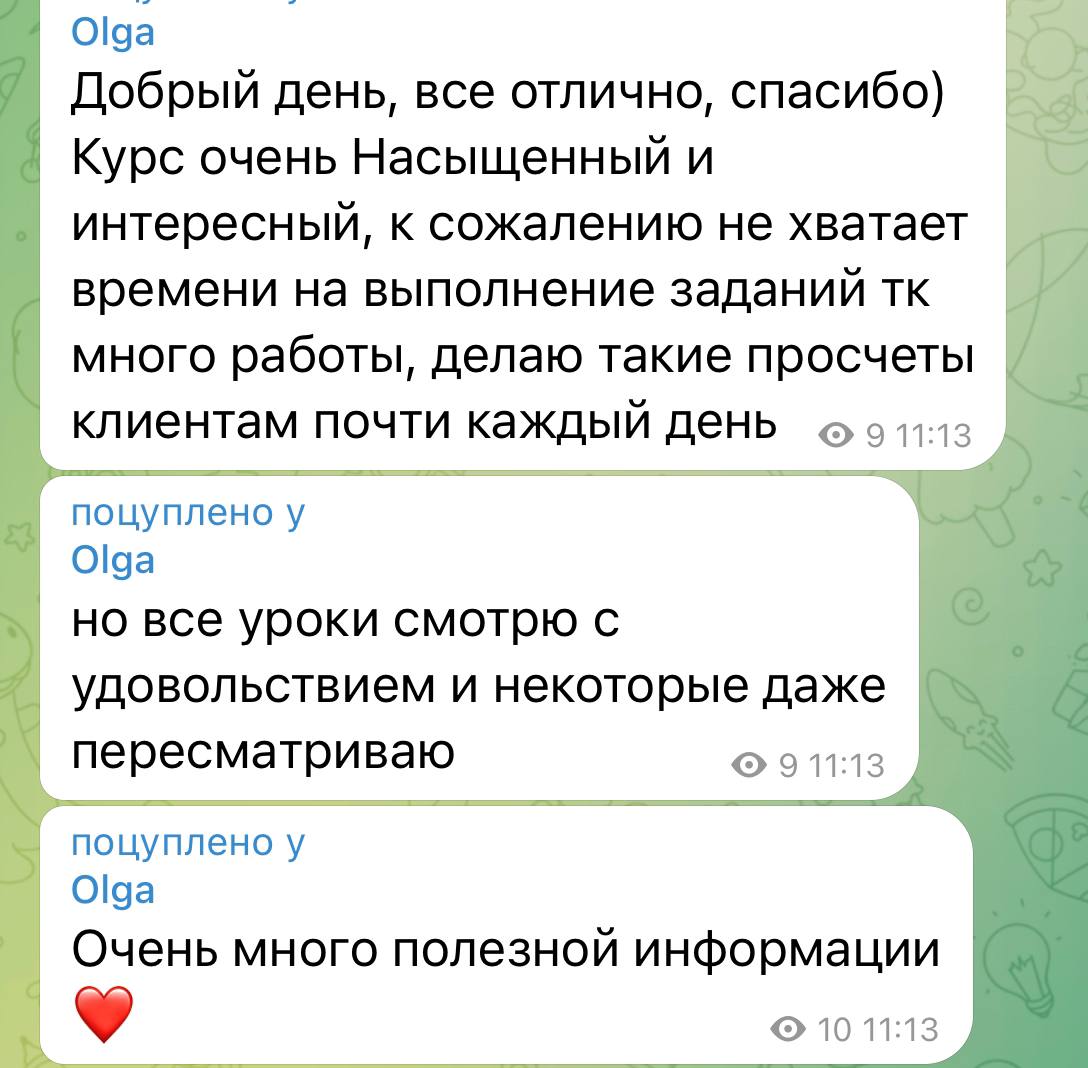 Olga
Добрый день, все отлично, спасибо)
Курс очень Насыщенный и
интересный, к сожалению не хватает
времени на выполнение заданий тк
много работы, делаю такие просчеты
клиентам почти каждый день
9 11:13
поцуплено у
Olga
но все уроки смотрю с
удовольствием и некоторые даже
пересматриваю
9 11:13
поцуплено у
Olga
Очень много полезной информации
❤️
10 11:13